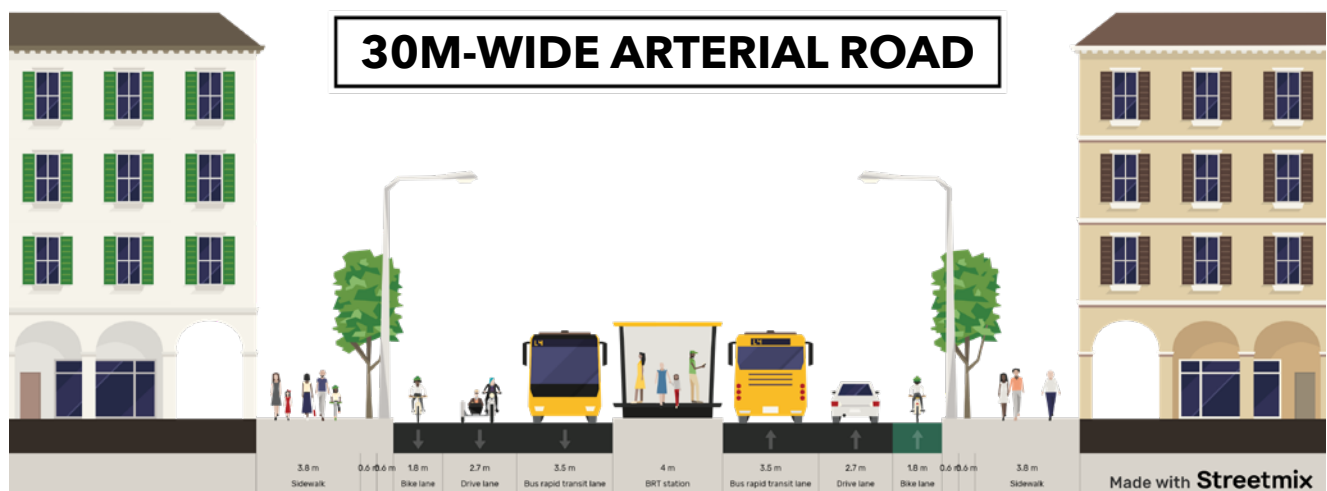 30M-WIDE ARTERIAL ROAD
3.8 m 0.6 m 0.6 m 1.8 m 2.7 m 3.5 m 4 m 3.5 m 2.7 m 1.8 m 0.6 m 0.6 m 3.8 m
Sidewalk Bike lane Drive lane Bus rapid transit lane BRT station Bus rapid transit lane Drive lane Bike lane Sidewalk
Made with Streetmix